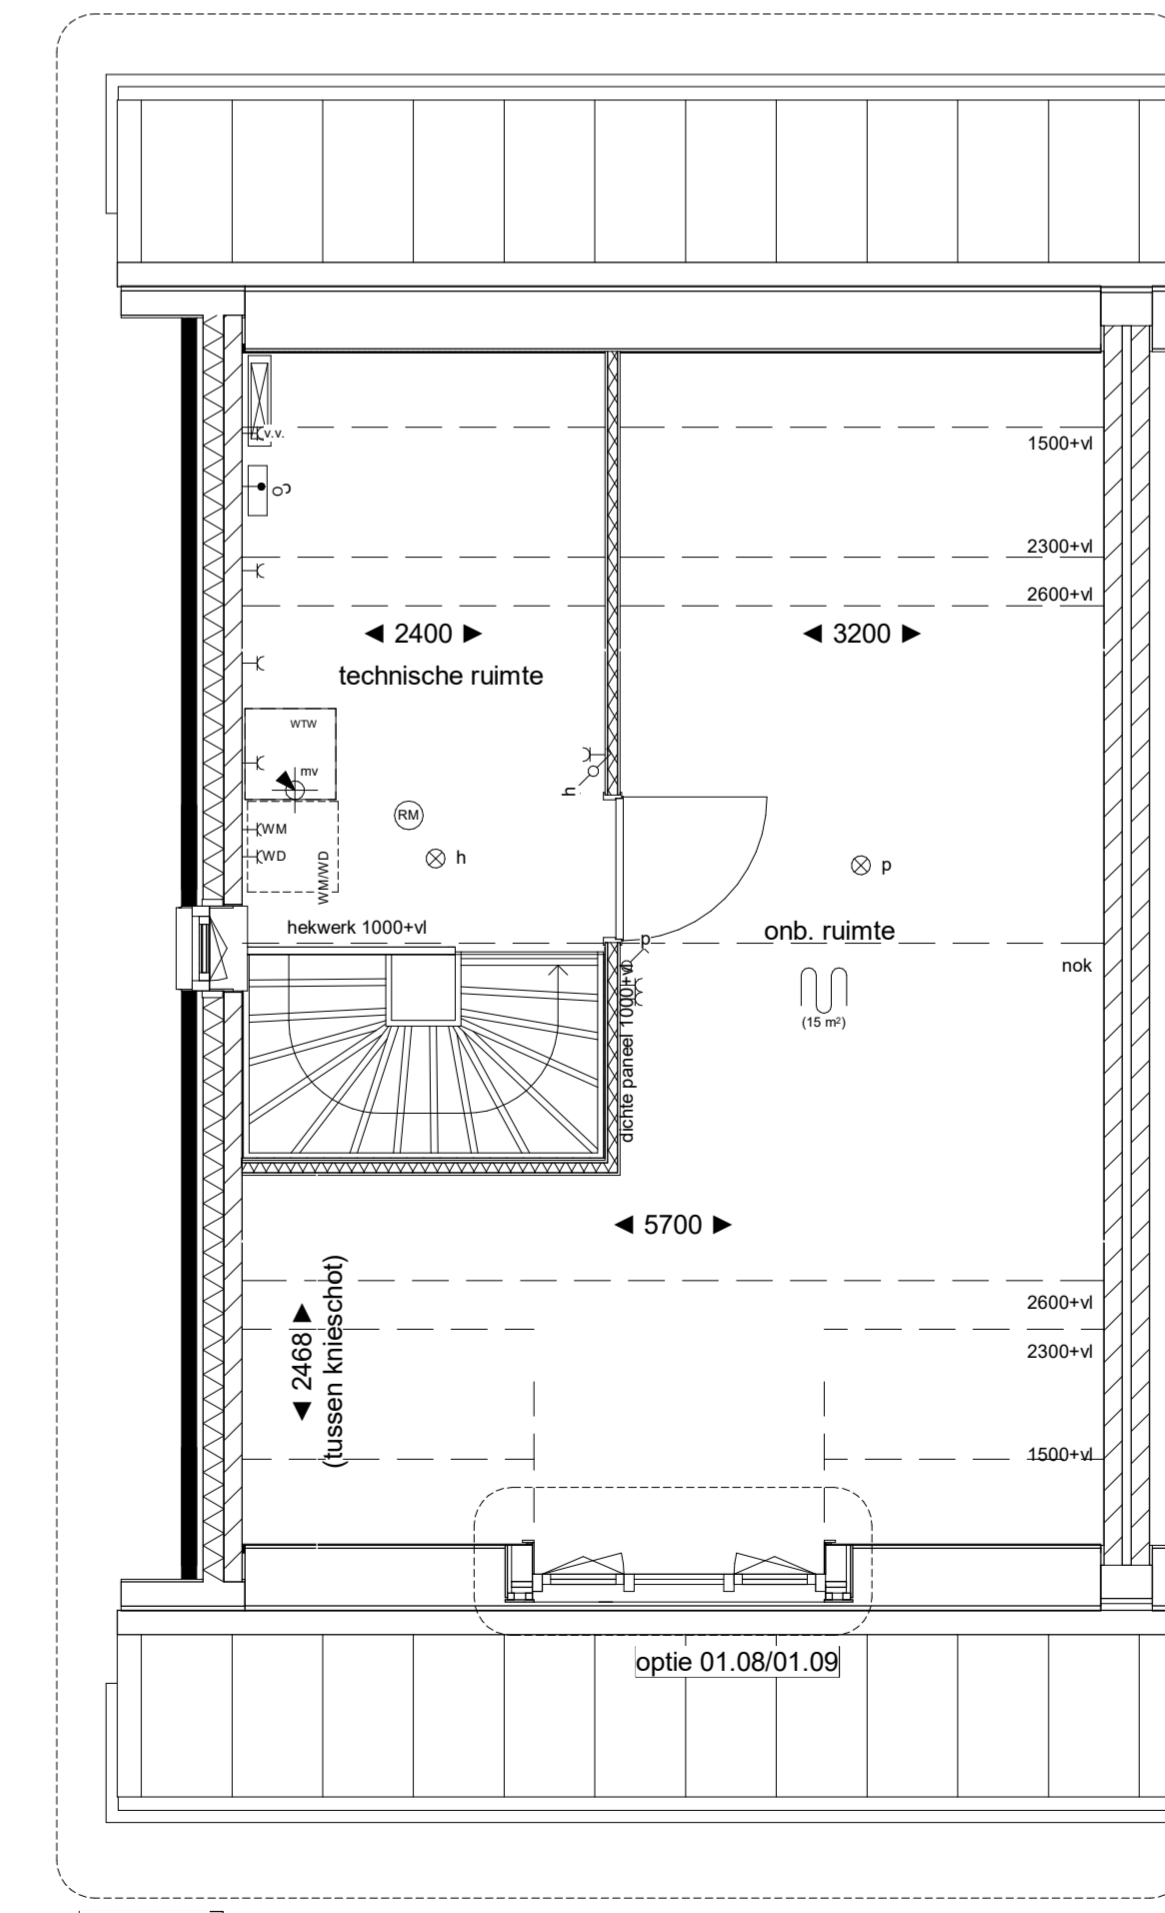 v.v.
CO
1500+vl
2300+vl
2600+vl
◄ 2400 ►
◄ 3200 ►
technische ruimte
WTW
mv
h
RM
WM
WD
WM/WD
h
p
hekwerk 1000+vl
onb. ruimte
p
nok
dichte paneel 1000+vl
(15 m²)
◄ 5700 ►
◄ 2468 ►
(tussen knieschot)
2600+vl
2300+vl
1500+vl
optie 01.08/01.09